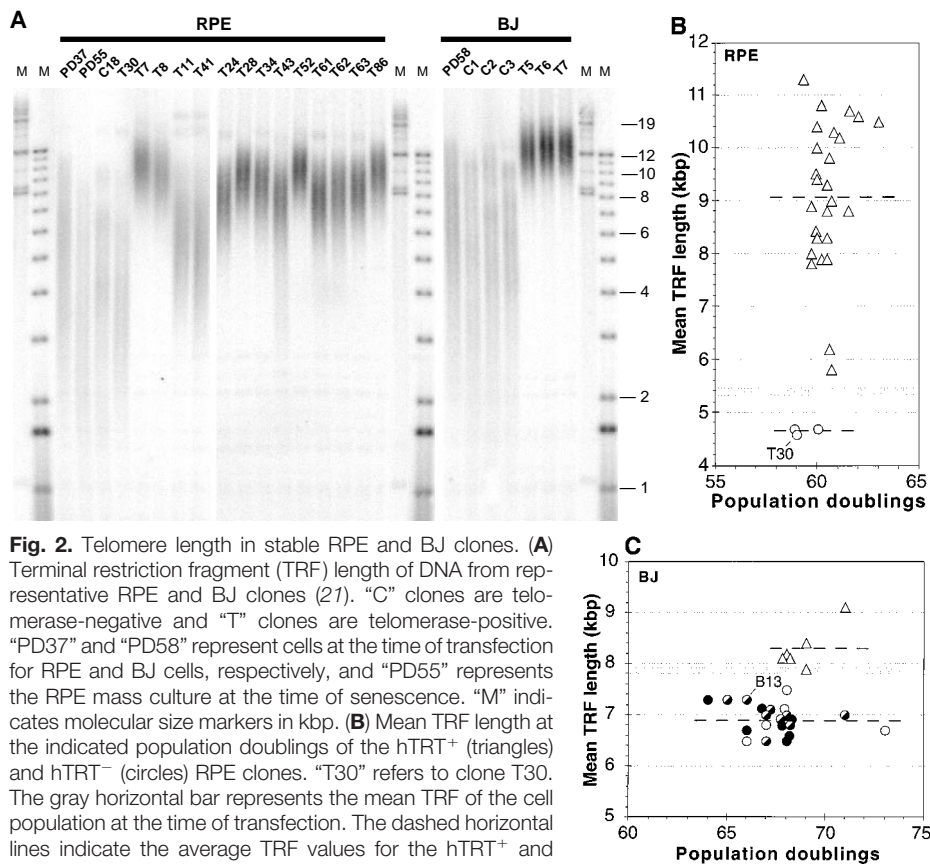 A
RPE
BJ
M M PD37 PD55 C18 T30 T7 T8 T11 T41 T24 T28 T34 T43 T52 T61 T62 T63 T86 M M PD58 C1 C2 C3 T5 T6 T7 M M
—19
—12
—10
—8
—6
—4
—2
—1
B
RPE
12
11
10
9
8
7
6
5
4
Mean TRF length (kbp)
T30
55 60 65
Population doublings
Fig. 2. Telomere length in stable RPE and BJ clones. (A)
Terminal restriction fragment (TRF) length of DNA from rep-
resentative RPE and BJ clones (21). “C” clones are telo-
merase-negative and “T” clones are telomerase-positive.
“PD37” and “PD58” represent cells at the time of transfection
for RPE and BJ cells, respectively, and “PD55” represents
the RPE mass culture at the time of senescence. “M” indi-
cates molecular size markers in kbp. (B) Mean TRF length at
the indicated population doublings of the hTRT⁺ (triangles)
and hTRT⁻ (circles) RPE clones. “T30” refers to clone T30.
The gray horizontal bar represents the mean TRF of the cell
population at the time of transfection. The dashed horizontal
lines indicate the average TRF values for the hTRT⁺ and
C
BJ
10
9
8
7
6
5
Mean TRF length (kbp)
B13
60 65 70 75
Population doublings